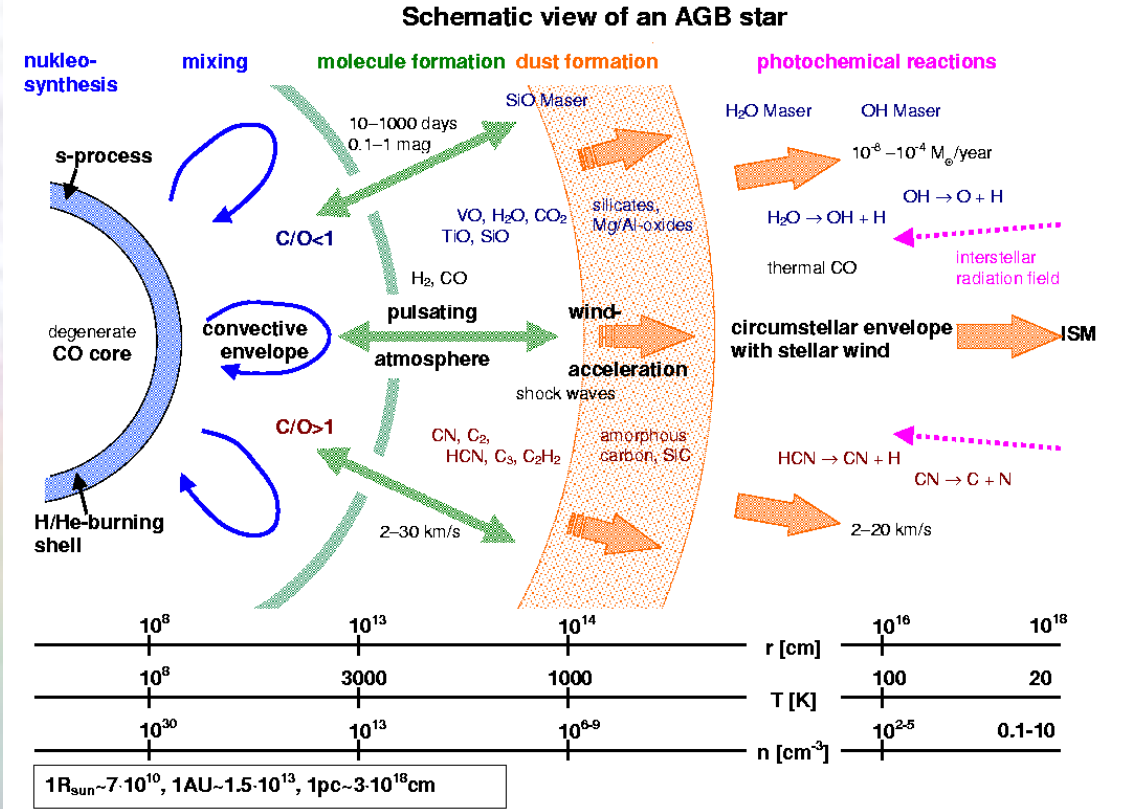 Schematic view of an AGB star
nukleo-
synthesis
mixing
molecule formation
dust formation
photochemical reactions
s-process
10–1000 days
0.1–1 mag
SiO Maser
H₂O Maser
OH Maser
10⁻⁸ –10⁻⁴ M☉/year
OH → O + H
H₂O → OH + H
C/O<1
VO, H₂O, CO₂
TiO, SiO
silicates,
Mg/Al-oxides
thermal CO
interstellar
radiation field
H₂, CO
degenerate
CO core
convective
envelope
pulsating
atmosphere
wind-
acceleration
shock waves
circumstellar envelope
with stellar wind
ISM
C/O>1
CN, C₂,
HCN, C₃, C₂H₂
amorphous
carbon, SiC
HCN → CN + H
CN → C + N
H/He-burning
shell
2–30 km/s
2–20 km/s
10⁸ 10¹³ 10¹⁴ r [cm] 10¹⁶ 10¹⁸
10⁸ 3000 1000 T [K] 100 20
10³⁰ 10¹³ 10⁶⁻⁹ n [cm⁻³] 10²⁻⁵ 0.1-10
1Rsun~7·10¹⁰, 1AU~1.5·10¹³, 1pc~3·10¹⁸cm